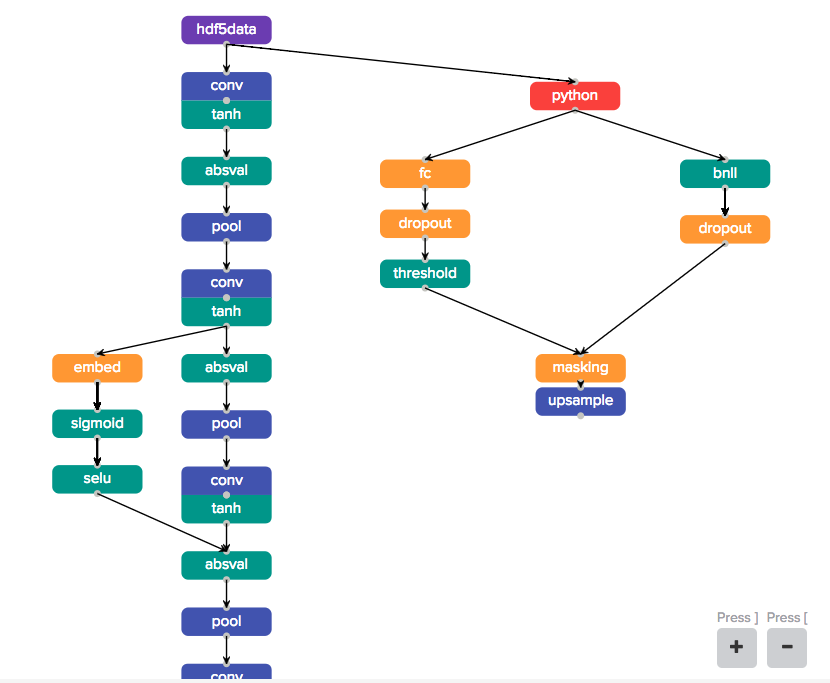 hdf5data
conv
python
tanh
absval
fc
bnll
pool
dropout
dropout
conv
threshold
tanh
embed
absval
masking
upsample
sigmoid
pool
selu
conv
tanh
absval
pool
Press ] Press [
+ −
conv